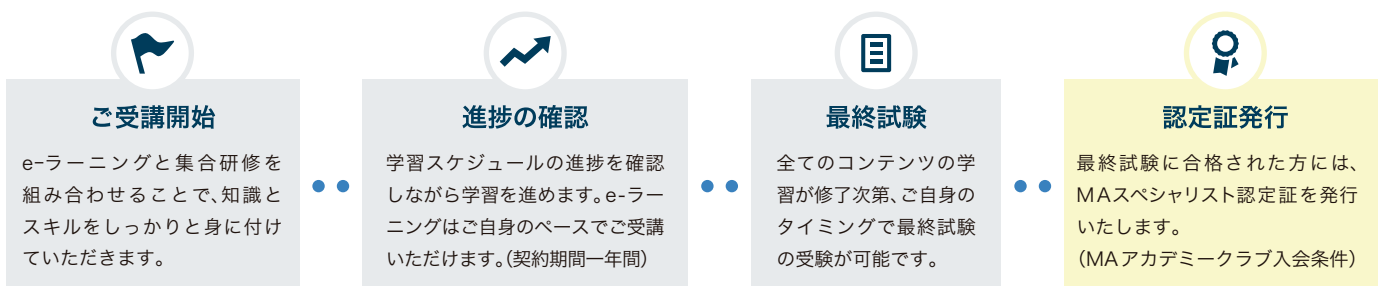 ご受講開始
e-ラーニングと集合研修を
組み合わせることで、知識と
スキルをしっかりと身に付け
ていただきます。
進捗の確認
学習スケジュールの進捗を確認
しながら学習を進めます。e-ラー
ニングはご自身のペースでご受講
いただけます。（契約期間一年間）
最終試験
全てのコンテンツの学
習が修了次第、ご自身の
タイミングで最終試験
の受験が可能です。
認定証発行
最終試験に合格された方には、
MAスペシャリスト認定証を発行
いたします。
（MAアカデミークラブ入会条件）